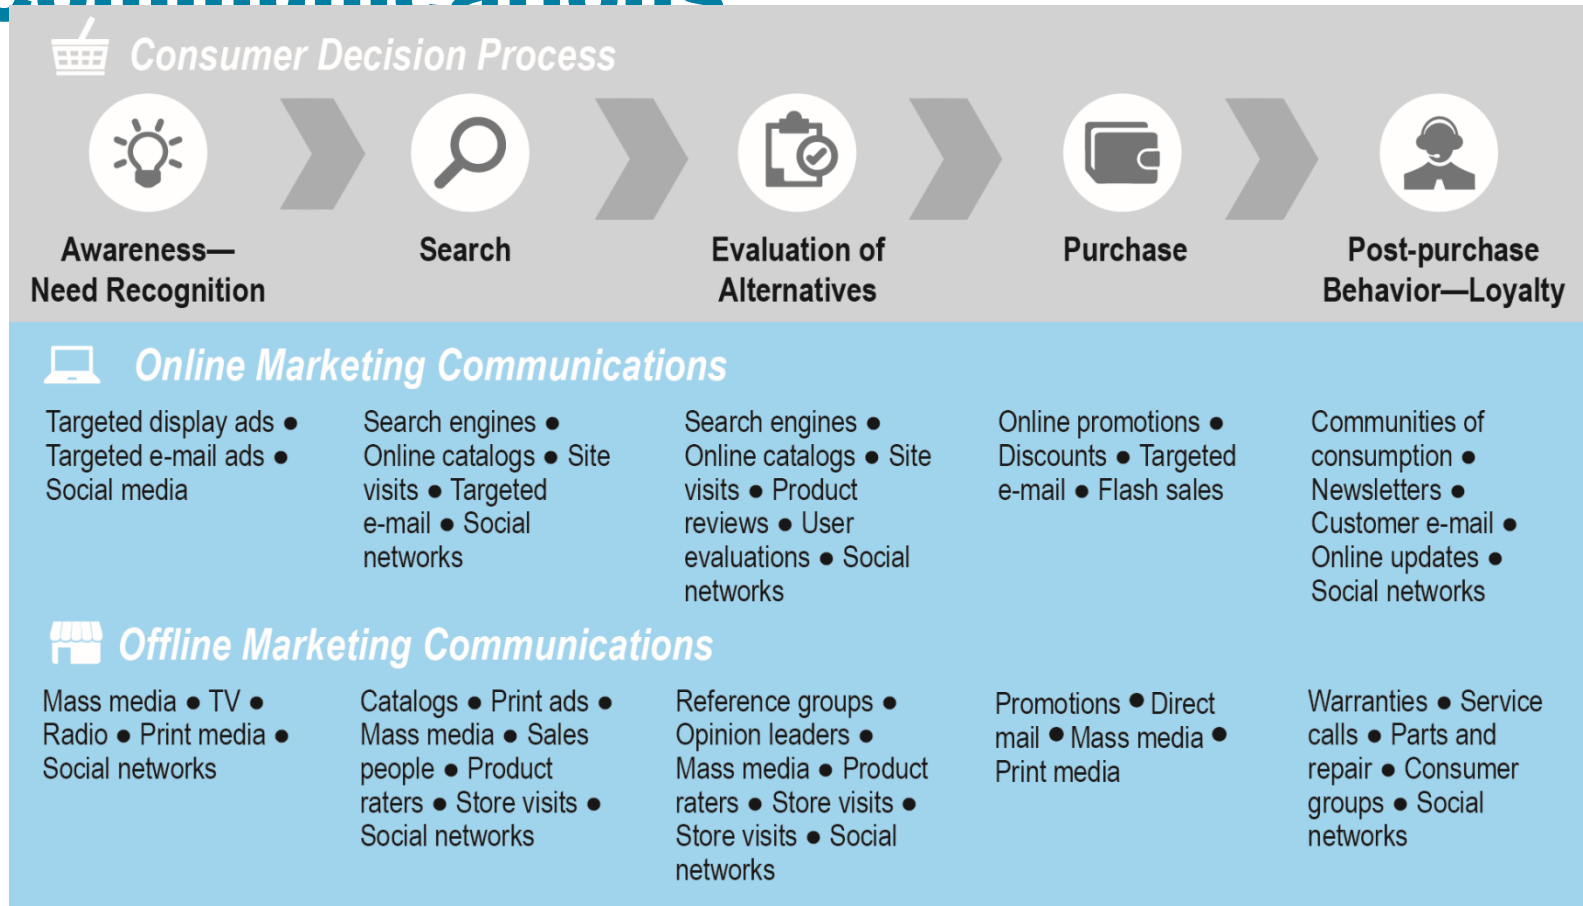 Communications
Consumer Decision Process
Awareness—
Need Recognition
Search
Evaluation of
Alternatives
Purchase
Post-purchase
Behavior—Loyalty
Online Marketing Communications
Targeted display ads ●
Targeted e-mail ads ●
Social media
Search engines ●
Online catalogs ● Site
visits ● Targeted
e-mail ● Social
networks
Search engines ●
Online catalogs ● Site
visits ● Product
reviews ● User
evaluations ● Social
networks
Online promotions ●
Discounts ● Targeted
e-mail ● Flash sales
Communities of
consumption ●
Newsletters ●
Customer e-mail ●
Online updates ●
Social networks
Offline Marketing Communications
Mass media ● TV ●
Radio ● Print media ●
Social networks
Catalogs ● Print ads ●
Mass media ● Sales
people ● Product
raters ● Store visits ●
Social networks
Reference groups ●
Opinion leaders ●
Mass media ● Product
raters ● Store visits ●
Store visits ● Social
networks
Promotions ● Direct
mail ● Mass media ●
Print media
Warranties ● Service
calls ● Parts and
repair ● Consumer
groups ● Social
networks